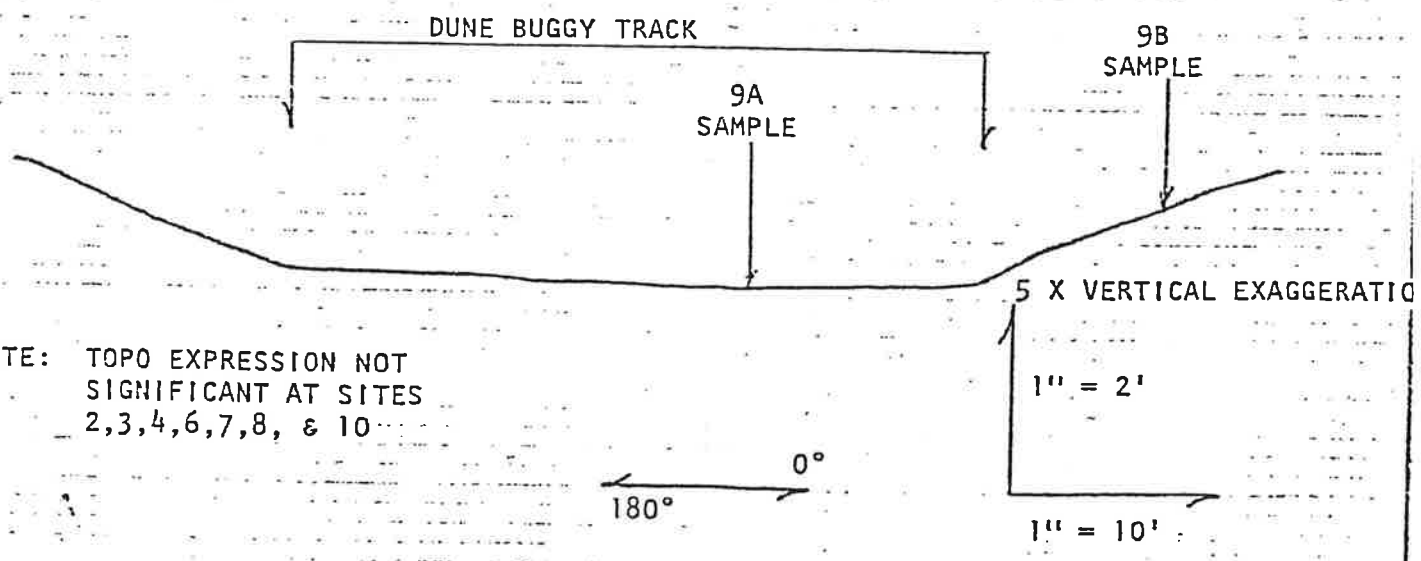 DUNE BUGGY TRACK
9B
SAMPLE
9A
SAMPLE
5 X VERTICAL EXAGGERATIO
TE: TOPO EXPRESSION NOT
SIGNIFICANT AT SITES
2,3,4,6,7,8, & 10
1" = 2'
0°
180°
1" = 10'